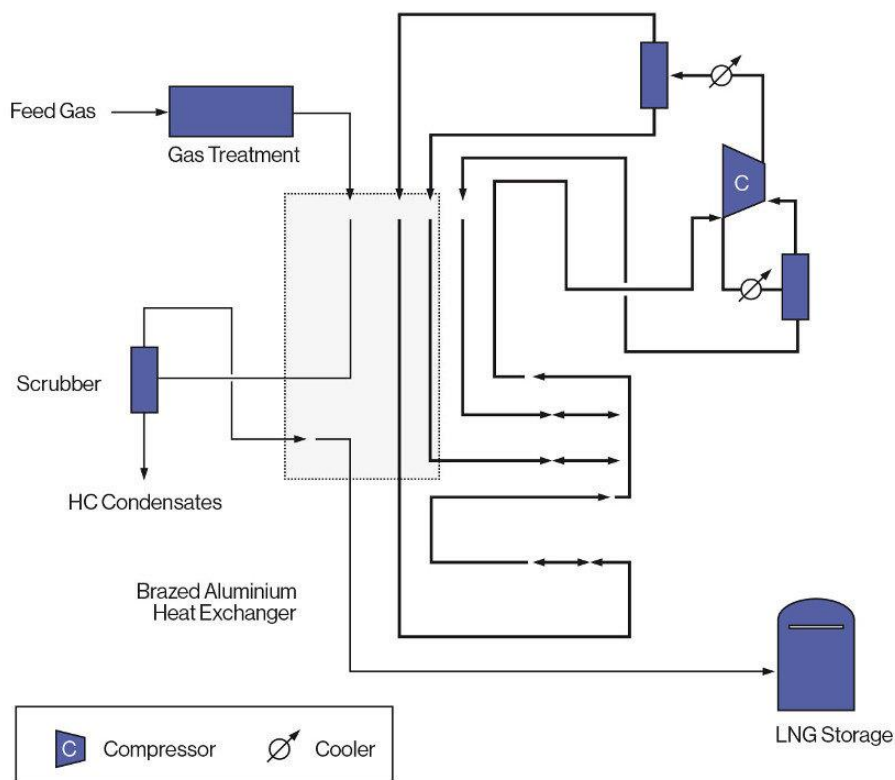 Feed Gas
Gas Treatment
C
Scrubber
HC Condensates
Brazed Aluminium
Heat Exchanger
LNG Storage
C Compressor
Cooler